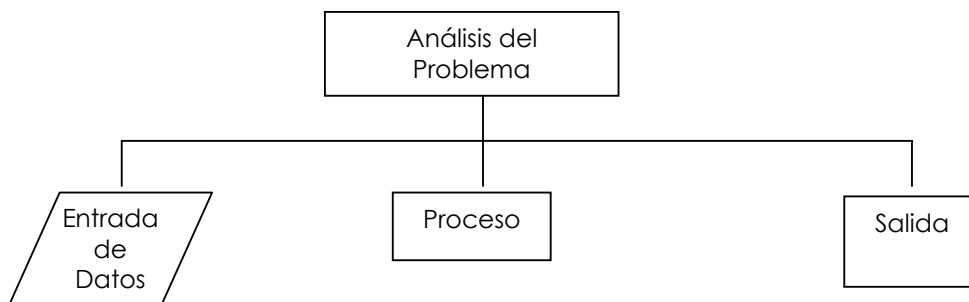 Análisis del
Problema
Entrada
de
Datos
Proceso
Salida